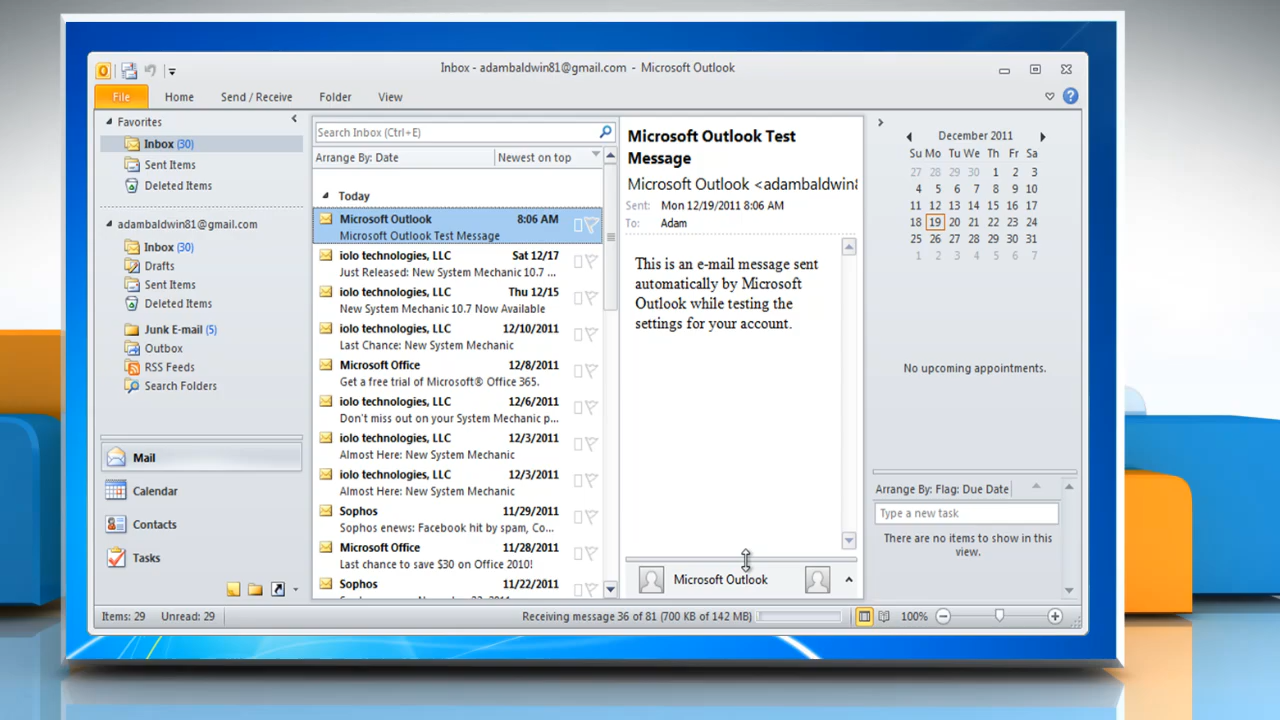 Inbox - adambaldwin81@gmail.com - Microsoft Outlook
File Home Send / Receive Folder View
Favorites
Inbox (30)
Sent Items
Deleted Items
adambaldwin81@gmail.com
Inbox (30)
Drafts
Sent Items
Deleted Items
Junk E-mail (5)
Outbox
RSS Feeds
Search Folders
Mail
Calendar
Contacts
Tasks
Search Inbox (Ctrl+E)
Arrange By: Date Newest on top
Today
Microsoft Outlook 8:06 AM
Microsoft Outlook Test Message
iolo technologies, LLC Sat 12/17
Just Released: New System Mechanic 10.7 ...
iolo technologies, LLC Thu 12/15
New System Mechanic 10.7 Now Available
iolo technologies, LLC 12/10/2011
Last Chance: New System Mechanic
Microsoft Office 12/8/2011
Get a free trial of Microsoft® Office 365.
iolo technologies, LLC 12/6/2011
Don't miss out on your System Mechanic p...
iolo technologies, LLC 12/3/2011
Almost Here: New System Mechanic
iolo technologies, LLC 12/3/2011
Almost Here: New System Mechanic
Sophos 11/29/2011
Sophos enews: Facebook hit by spam, Co...
Microsoft Office 11/28/2011
Last chance to save $30 on Office 2010!
Sophos 11/22/2011
Microsoft Outlook Test
Message
Microsoft Outlook <adambaldwin8
Sent: Mon 12/19/2011 8:06 AM
To: Adam
This is an e-mail message sent
automatically by Microsoft
Outlook while testing the
settings for your account.
Microsoft Outlook
December 2011
Su Mo Tu We Th Fr Sa
27 28 29 30 1 2 3
4 5 6 7 8 9 10
11 12 13 14 15 16 17
18 19 20 21 22 23 24
25 26 27 28 29 30 31
1 2 3 4 5 6 7
No upcoming appointments.
Arrange By: Flag: Due Date
Type a new task
There are no items to show in this
view.
Items: 29 Unread: 29 Receiving message 36 of 81 (700 KB of 142 MB) 100%